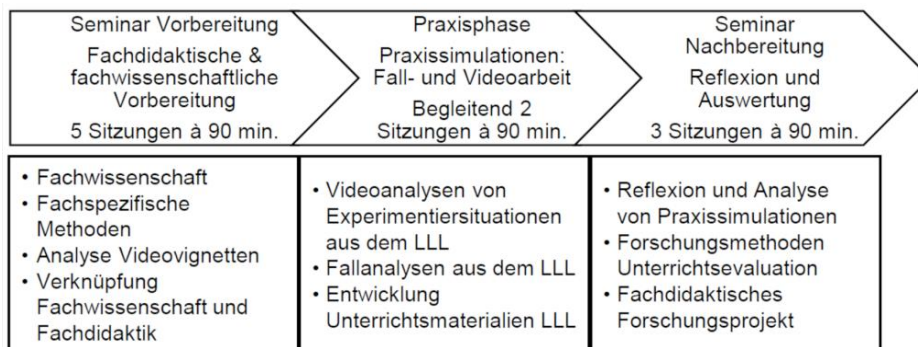 Seminar Vorbereitung
Fachdidaktische &
fachwissenschaftliche
Vorbereitung
5 Sitzungen à 90 min.
Praxisphase
Praxissimulationen:
Fall- und Videoarbeit
Begleitend 2
Sitzungen à 90 min.
Seminar
Nachbereitung
Reflexion und
Auswertung
3 Sitzungen à 90 min.
• Fachwissenschaft
• Fachspezifische
Methoden
• Analyse Videovignetten
• Verknüpfung
Fachwissenschaft und
Fachdidaktik
• Videoanalysen von
Experimentiersituationen
aus dem LLL
• Fallanalysen aus dem LLL
• Entwicklung
Unterrichtsmaterialien LLL
• Reflexion und Analyse
von Praxissimulationen
• Forschungsmethoden
Unterrichtsevaluation
• Fachdidaktisches
Forschungsprojekt